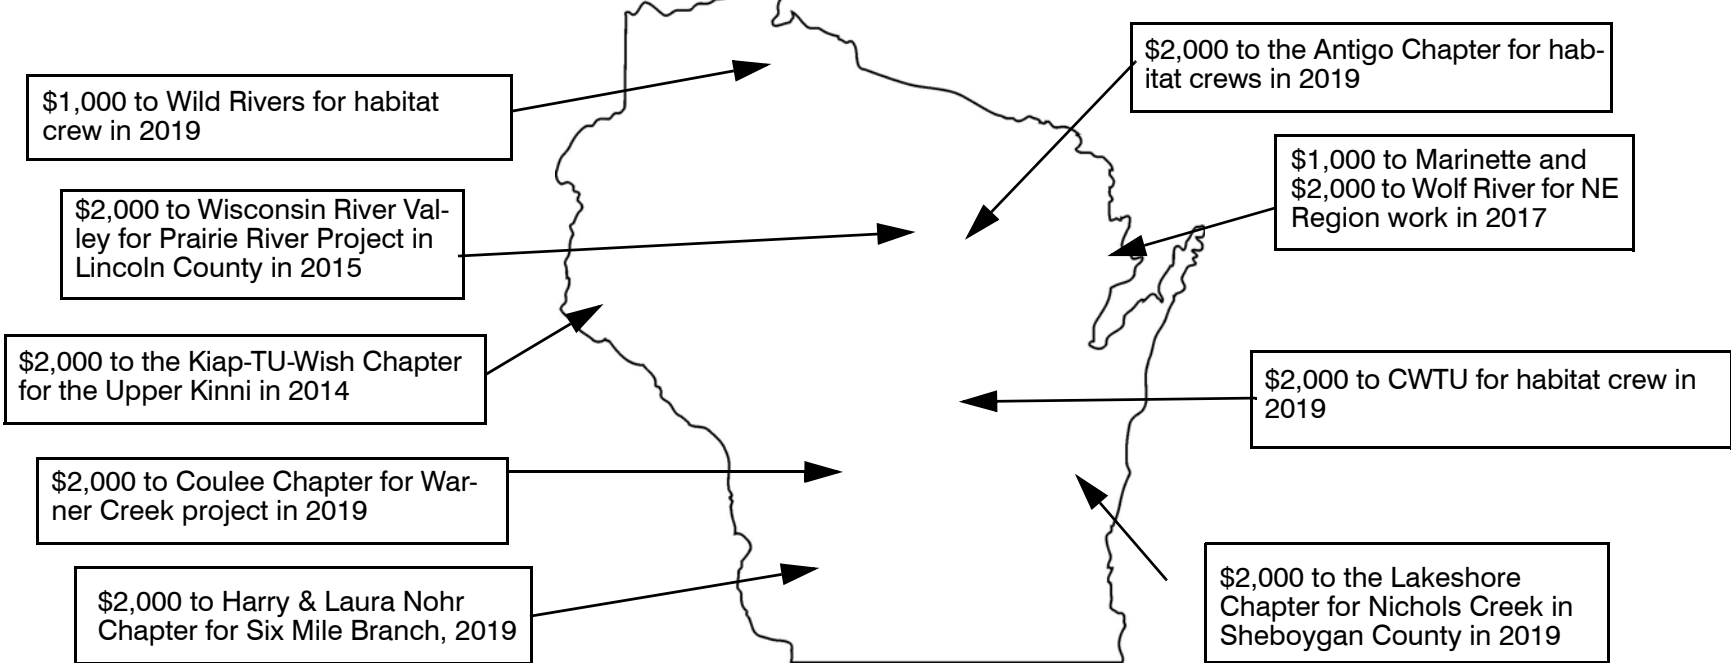 $1,000 to Wild Rivers for habitat
crew in 2019
$2,000 to Wisconsin River Val-
ley for Prairie River Project in
Lincoln County in 2015
$2,000 to the Kiap-TU-Wish Chapter
for the Upper Kinni in 2014
$2,000 to Coulee Chapter for War-
ner Creek project in 2019
$2,000 to Harry & Laura Nohr
Chapter for Six Mile Branch, 2019
$2,000 to the Antigo Chapter for hab-
itat crews in 2019
$1,000 to Marinette and
$2,000 to Wolf River for NE
Region work in 2017
$2,000 to CWTU for habitat crew in
2019
$2,000 to the Lakeshore
Chapter for Nichols Creek in
Sheboygan County in 2019